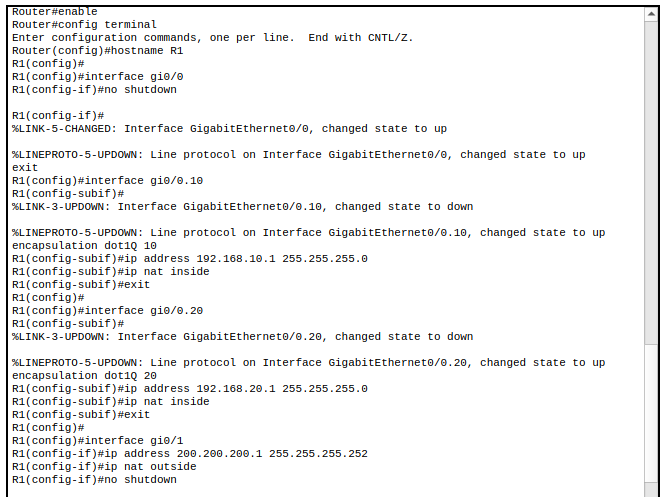 Router#enable
Router#config terminal
Enter configuration commands, one per line.  End with CNTL/Z.
Router(config)#hostname R1
R1(config)#
R1(config)#interface gi0/0
R1(config-if)#no shutdown

R1(config-if)#
%LINK-5-CHANGED: Interface GigabitEthernet0/0, changed state to up

%LINEPROTO-5-UPDOWN: Line protocol on Interface GigabitEthernet0/0, changed state to up
exit
R1(config)#interface gi0/0.10
R1(config-subif)#
%LINK-3-UPDOWN: Interface GigabitEthernet0/0.10, changed state to down

%LINEPROTO-5-UPDOWN: Line protocol on Interface GigabitEthernet0/0.10, changed state to up
encapsulation dot1Q 10
R1(config-subif)#ip address 192.168.10.1 255.255.255.0
R1(config-subif)#ip nat inside
R1(config-subif)#exit
R1(config)#
R1(config)#interface gi0/0.20
R1(config-subif)#
%LINK-3-UPDOWN: Interface GigabitEthernet0/0.20, changed state to down

%LINEPROTO-5-UPDOWN: Line protocol on Interface GigabitEthernet0/0.20, changed state to up
encapsulation dot1Q 20
R1(config-subif)#ip address 192.168.20.1 255.255.255.0
R1(config-subif)#ip nat inside
R1(config-subif)#exit
R1(config)#
R1(config)#interface gi0/1
R1(config-if)#ip address 200.200.200.1 255.255.255.252
R1(config-if)#ip nat outside
R1(config-if)#no shutdown